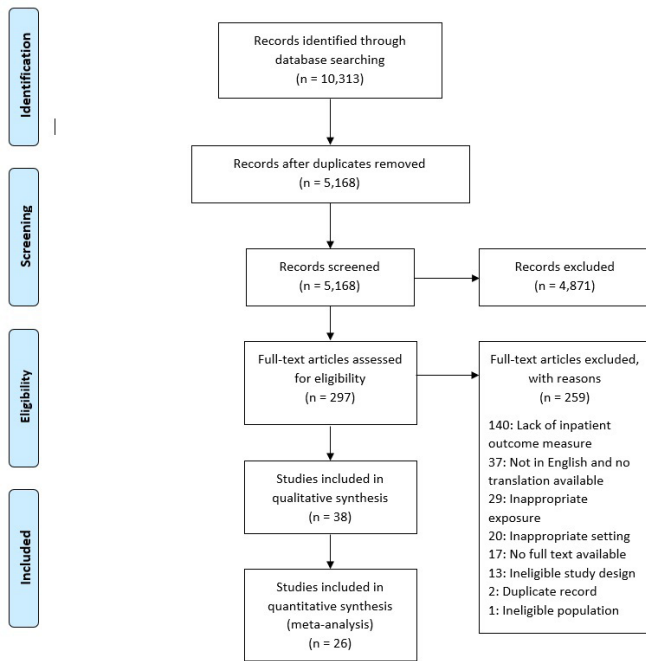 Identification
Records identified through
database searching
(n = 10,313)
Records after duplicates removed
(n = 5,168)
Screening
Records screened
(n = 5,168)
Records excluded
(n = 4,871)
Eligibility
Full-text articles assessed
for eligibility
(n = 297)
Full-text articles excluded,
with reasons
(n = 259)
140: Lack of inpatient
outcome measure
37: Not in English and no
translation available
29: Inappropriate
exposure
20: Inappropriate setting
17: No full text available
13: Ineligible study design
2: Duplicate record
1: Ineligible population
Studies included in
qualitative synthesis
(n = 38)
Included
Studies included in
quantitative synthesis
(meta-analysis)
(n = 26)